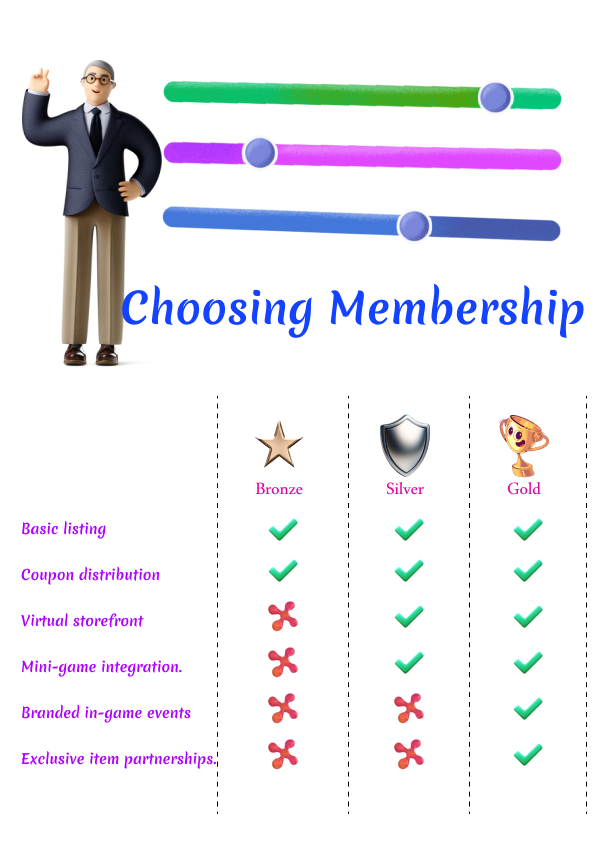 Choosing Membership
Bronze Silver Gold
Basic listing
Coupon distribution
Virtual storefront
Mini-game integration.
Branded in-game events
Exclusive item partnerships.